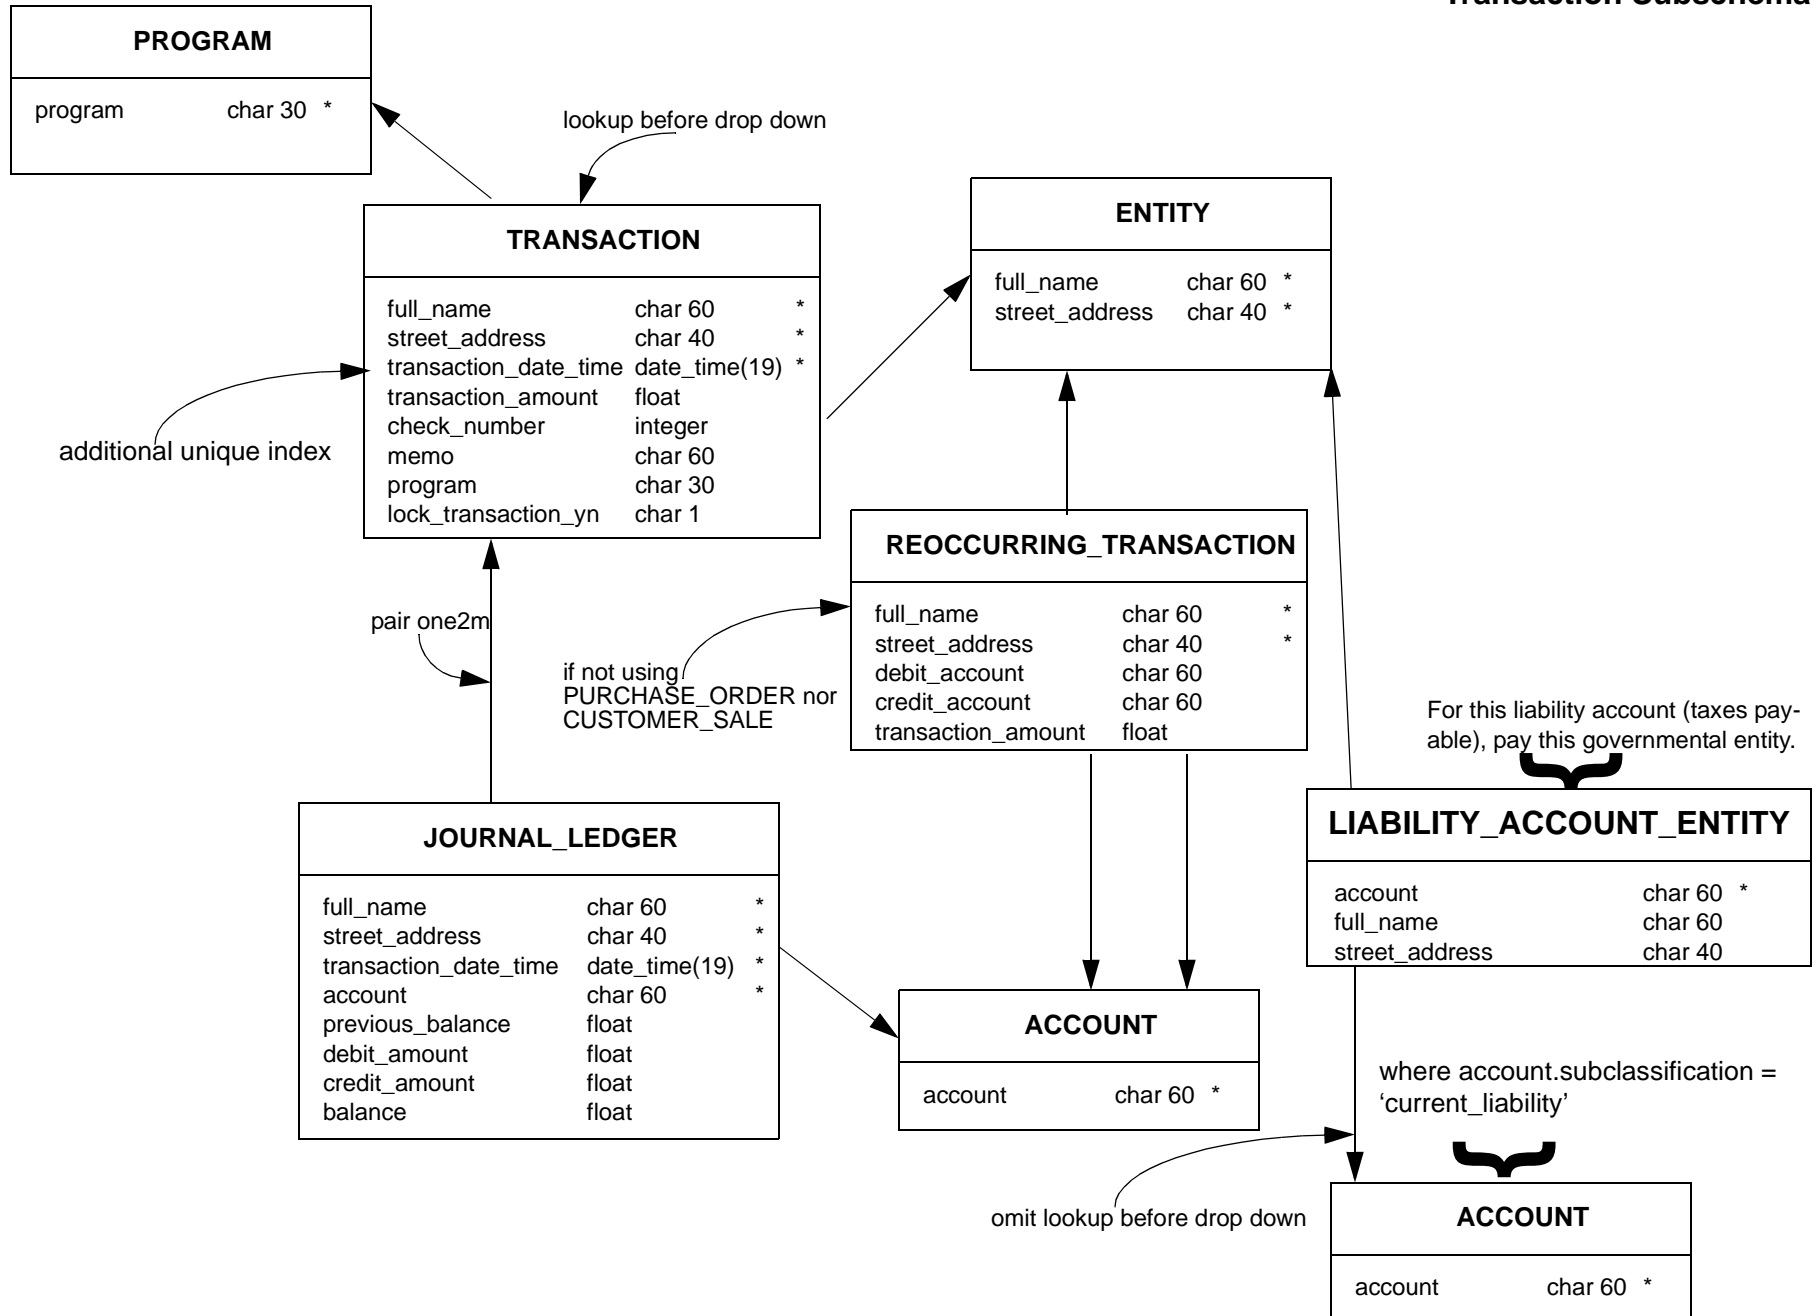 Transaction Subschema
PROGRAM
program char 30 *
lookup before drop down
TRANSACTION
full_name char 60 *
street_address char 40 *
transaction_date_time date_time(19) *
transaction_amount float
check_number integer
memo char 60
program char 30
lock_transaction_yn char 1
additional unique index
ENTITY
full_name char 60 *
street_address char 40 *
pair one2m
REOCCURRING_TRANSACTION
full_name char 60 *
street_address char 40 *
debit_account char 60
credit_account char 60
transaction_amount float
if not using
PURCHASE_ORDER nor
CUSTOMER_SALE
For this liability account (taxes pay-
able), pay this governmental entity.
LIABILITY_ACCOUNT_ENTITY
account char 60 *
full_name char 60
street_address char 40
JOURNAL_LEDGER
full_name char 60 *
street_address char 40 *
transaction_date_time date_time(19) *
account char 60 *
previous_balance float
debit_amount float
credit_amount float
balance float
ACCOUNT
account char 60 *
where account.subclassification =
‘current_liability’
omit lookup before drop down
ACCOUNT
account char 60 *